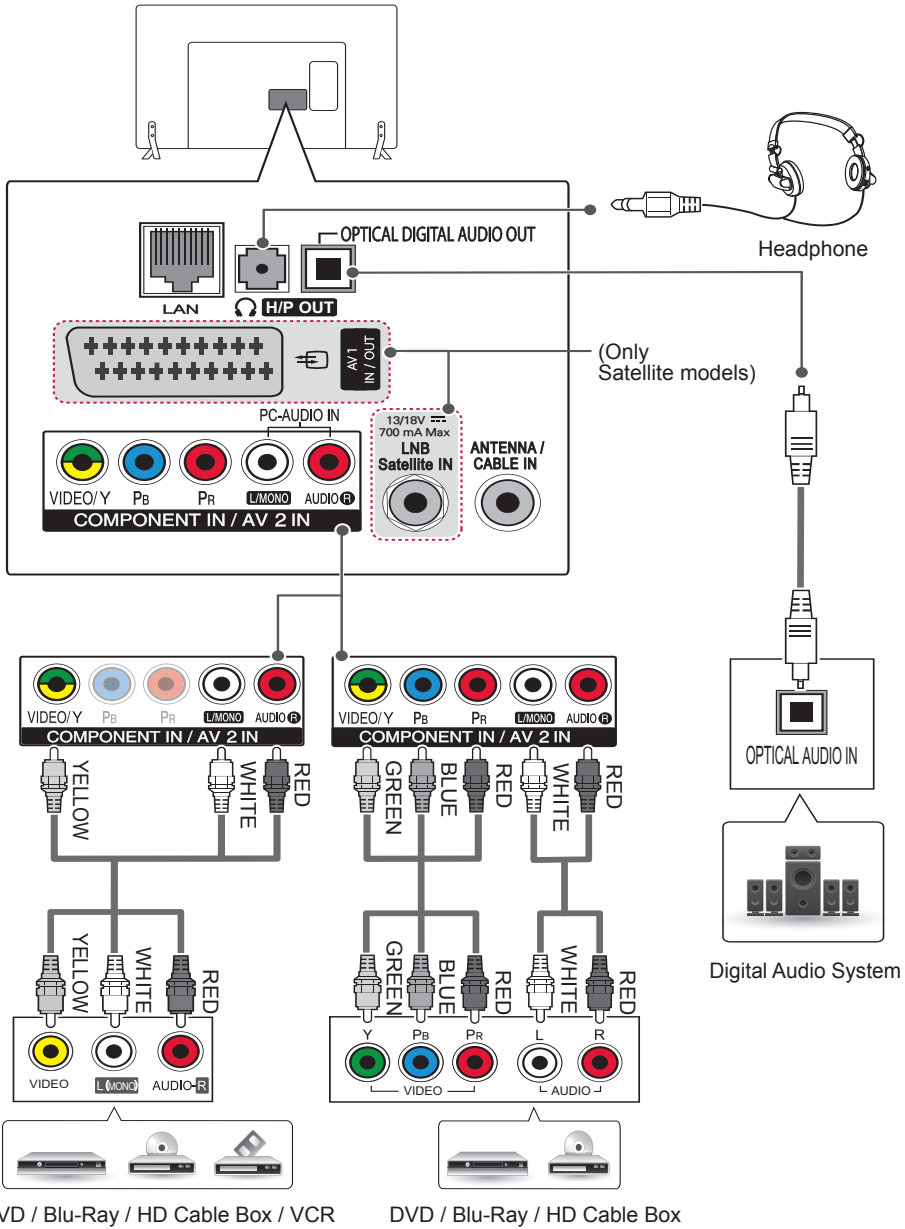 Headphone
OPTICAL DIGITAL AUDIO OUT
LAN
H/P OUT
AV1
IN / OUT
(Only
Satellite models)
PC-AUDIO IN
13/18V
700 mA Max
LNB
Satellite IN
ANTENNA /
CABLE IN
VIDEO/Y PB PR L/MONO AUDIO R
COMPONENT IN / AV 2 IN
VIDEO/Y PB PR L/MONO AUDIO R
COMPONENT IN / AV 2 IN
VIDEO/Y PB PR L/MONO AUDIO R
COMPONENT IN / AV 2 IN
OPTICAL AUDIO IN
YELLOW
WHITE
RED
GREEN
BLUE
RED
WHITE
RED
YELLOW
WHITE
RED
GREEN
BLUE
RED
WHITE
RED
Digital Audio System
VIDEO L(MONO) AUDIO-R
Y PB PR L R
VIDEO AUDIO
VD / Blu-Ray / HD Cable Box / VCR
DVD / Blu-Ray / HD Cable Box